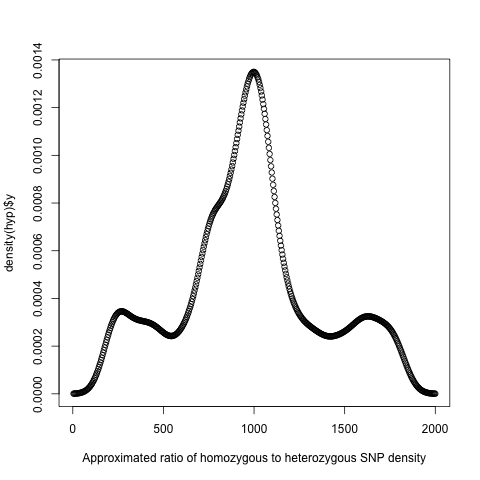 0.0014
0.0012
0.0010
0.0008
0.0006
0.0004
0.0002
0.0000
density(hyp)$y
0 500 1000 1500 2000
Approximated ratio of homozygous to heterozygous SNP density